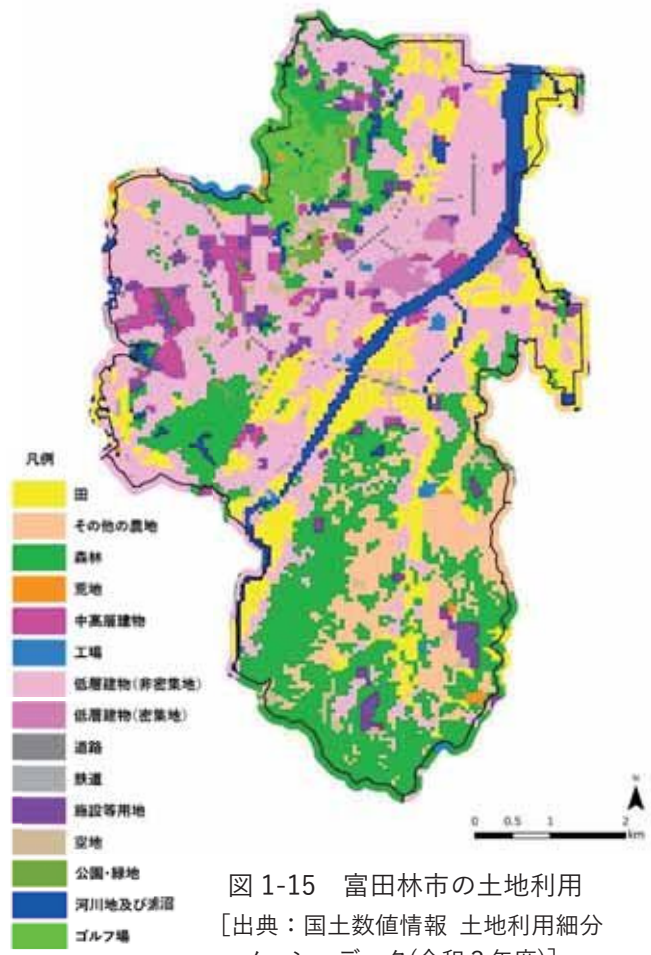 凡例
田
その他の農地
森林
荒地
中高層建物
工場
低層建物(非密集地)
低層建物(密集地)
道路
鉄道
施設等用地
空地
公園・緑地
河川地及び湖沼
ゴルフ場
N
0 0.5 1 2
km
図 1-15 富田林市の土地利用
[出典：国土数値情報 土地利用細分